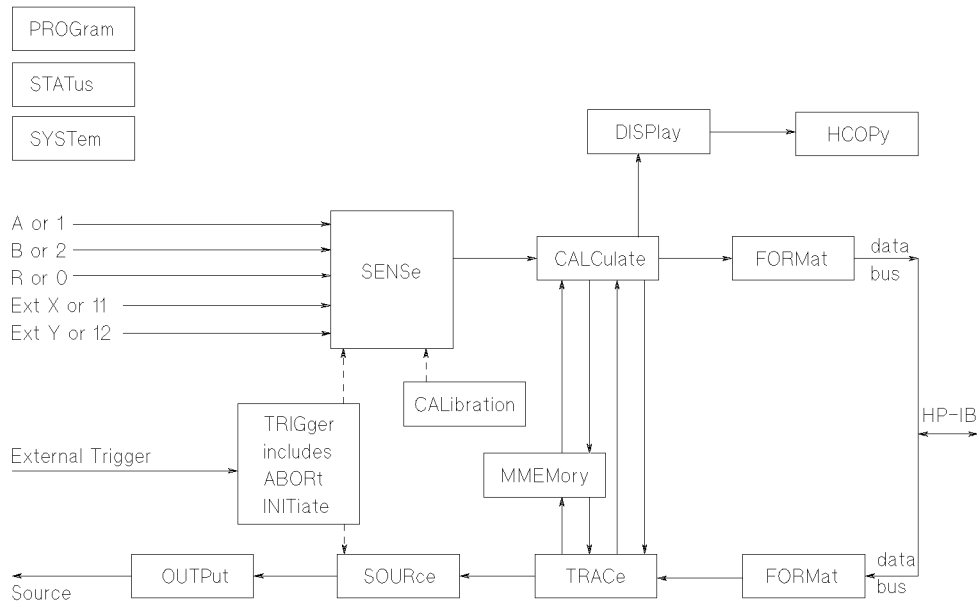 PROGram
STATus
SYSTem
DISPlay
HCOPy
A or 1
B or 2
R or 0
Ext X or 11
Ext Y or 12
SENSe
CALCulate
FORMat
data
bus
CALibration
TRIGger
includes
ABORt
INITiate
External Trigger
MMEMory
HP-IB
Source
OUTPut
SOURce
TRACe
FORMat
data
bus